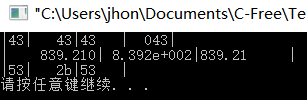 "C:\Users\jhon\Documents\C-Free\Te
|43|    43|43    |   043|
|      839.210| 8.392e+002|839.21      |
|53|    2b|53    |
请按任意键继续. . .